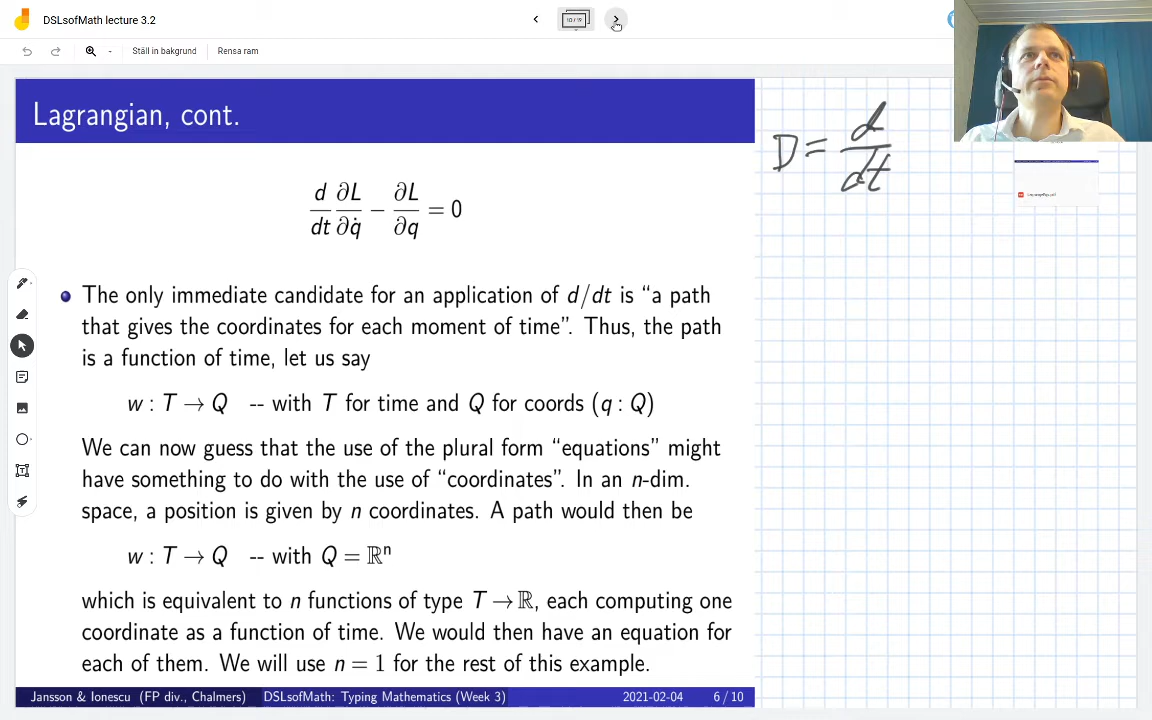 DSLsofMath lecture 3.2
10 / 19
Ställ in bakgrund
Rensa ram
Lagrangian, cont.
d/dt ∂L/∂q̇ − ∂L/∂q = 0
The only immediate candidate for an application of d/dt is “a path
that gives the coordinates for each moment of time”. Thus, the path
is a function of time, let us say
w : T → Q -- with T for time and Q for coords (q : Q)
We can now guess that the use of the plural form “equations” might
have something to do with the use of “coordinates”. In an n-dim.
space, a position is given by n coordinates. A path would then be
w : T → Q -- with Q = ℝⁿ
which is equivalent to n functions of type T → ℝ, each computing one
coordinate as a function of time. We would then have an equation for
each of them. We will use n = 1 for the rest of this example.
Jansson & Ionescu (FP div., Chalmers) DSLsofMath: Typing Mathematics (Week 3) 2021-02-04 6 / 10
D = d/dt